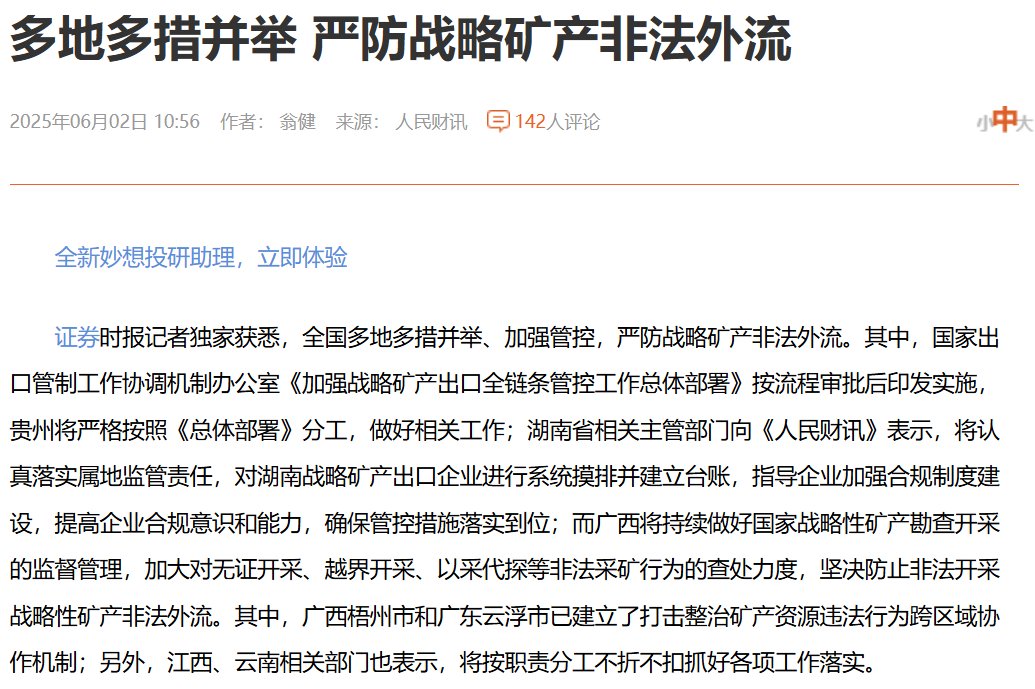 多地多措并举 严防战略矿产非法外流
2025年06月02日 10:56 作者： 翁健 来源： 人民财讯 142人评论 小中大
全新妙想投研助理，立即体验
证券时报记者独家获悉，全国多地多措并举、加强管控，严防战略矿产非法外流。其中，国家出
口管制工作协调机制办公室《加强战略矿产出口全链条管控工作总体部署》按流程审批后印发实施，
贵州将严格按照《总体部署》分工，做好相关工作；湖南省相关主管部门向《人民财讯》表示，将认
真落实属地监管责任，对湖南战略矿产出口企业进行系统摸排并建立台账，指导企业加强合规制度建
设，提高企业合规意识和能力，确保管控措施落实到位；而广西将持续做好国家战略性矿产勘查开采
的监督管理，加大对无证开采、越界开采、以采代探等非法采矿行为的查处力度，坚决防止非法开采
战略性矿产非法外流。其中，广西梧州市和广东云浮市已建立了打击整治矿产资源违法行为跨区域协
作机制；另外，江西、云南相关部门也表示，将按职责分工不折不扣抓好各项工作落实。